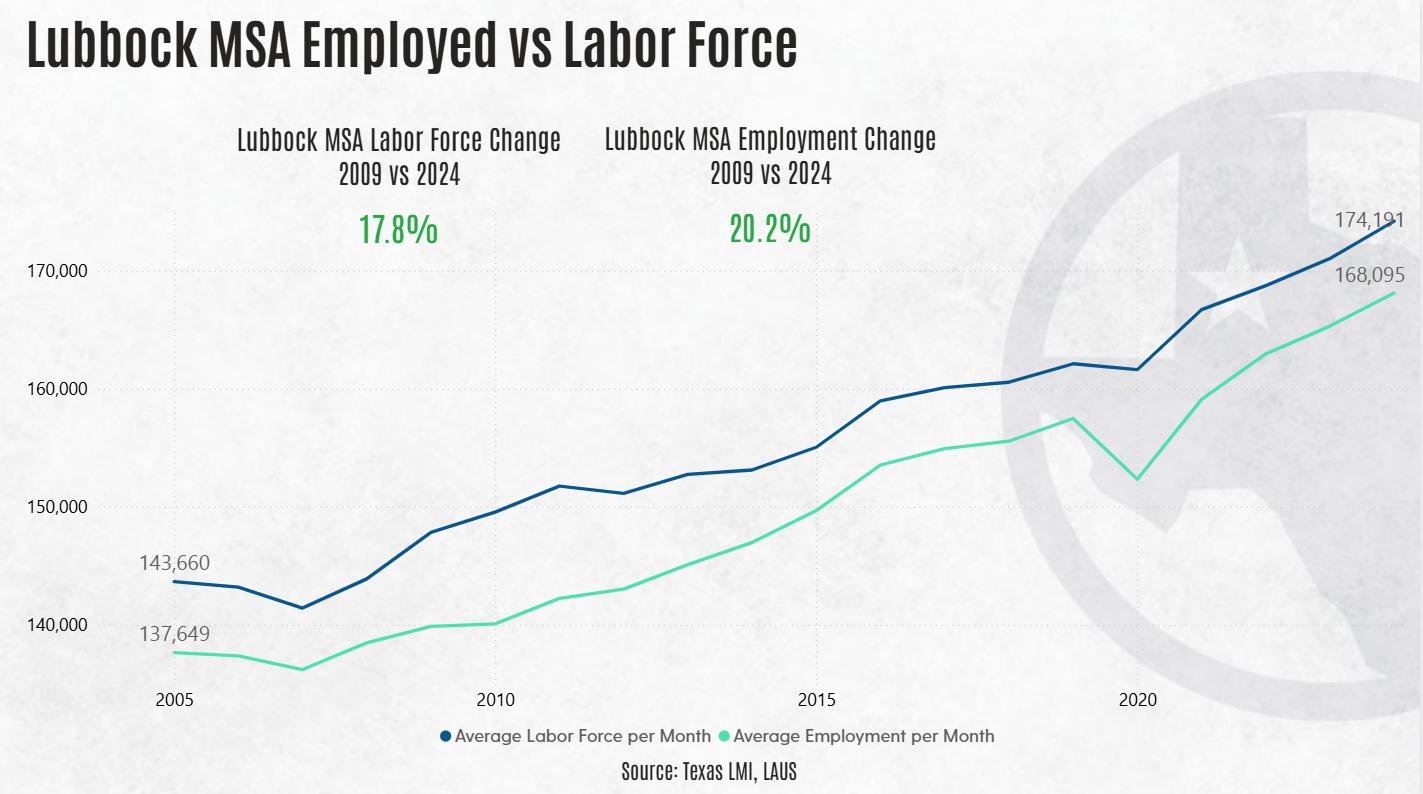 Lubbock MSA Employed vs Labor Force
Lubbock MSA Labor Force Change
2009 vs 2024
17.8%
Lubbock MSA Employment Change
2009 vs 2024
20.2%
174,191
170,000
168,095
160,000
150,000
143,660
140,000
137,649
2005
2010
2015
2020
Average Labor Force per Month
Average Employment per Month
Source: Texas LMI, LAUS